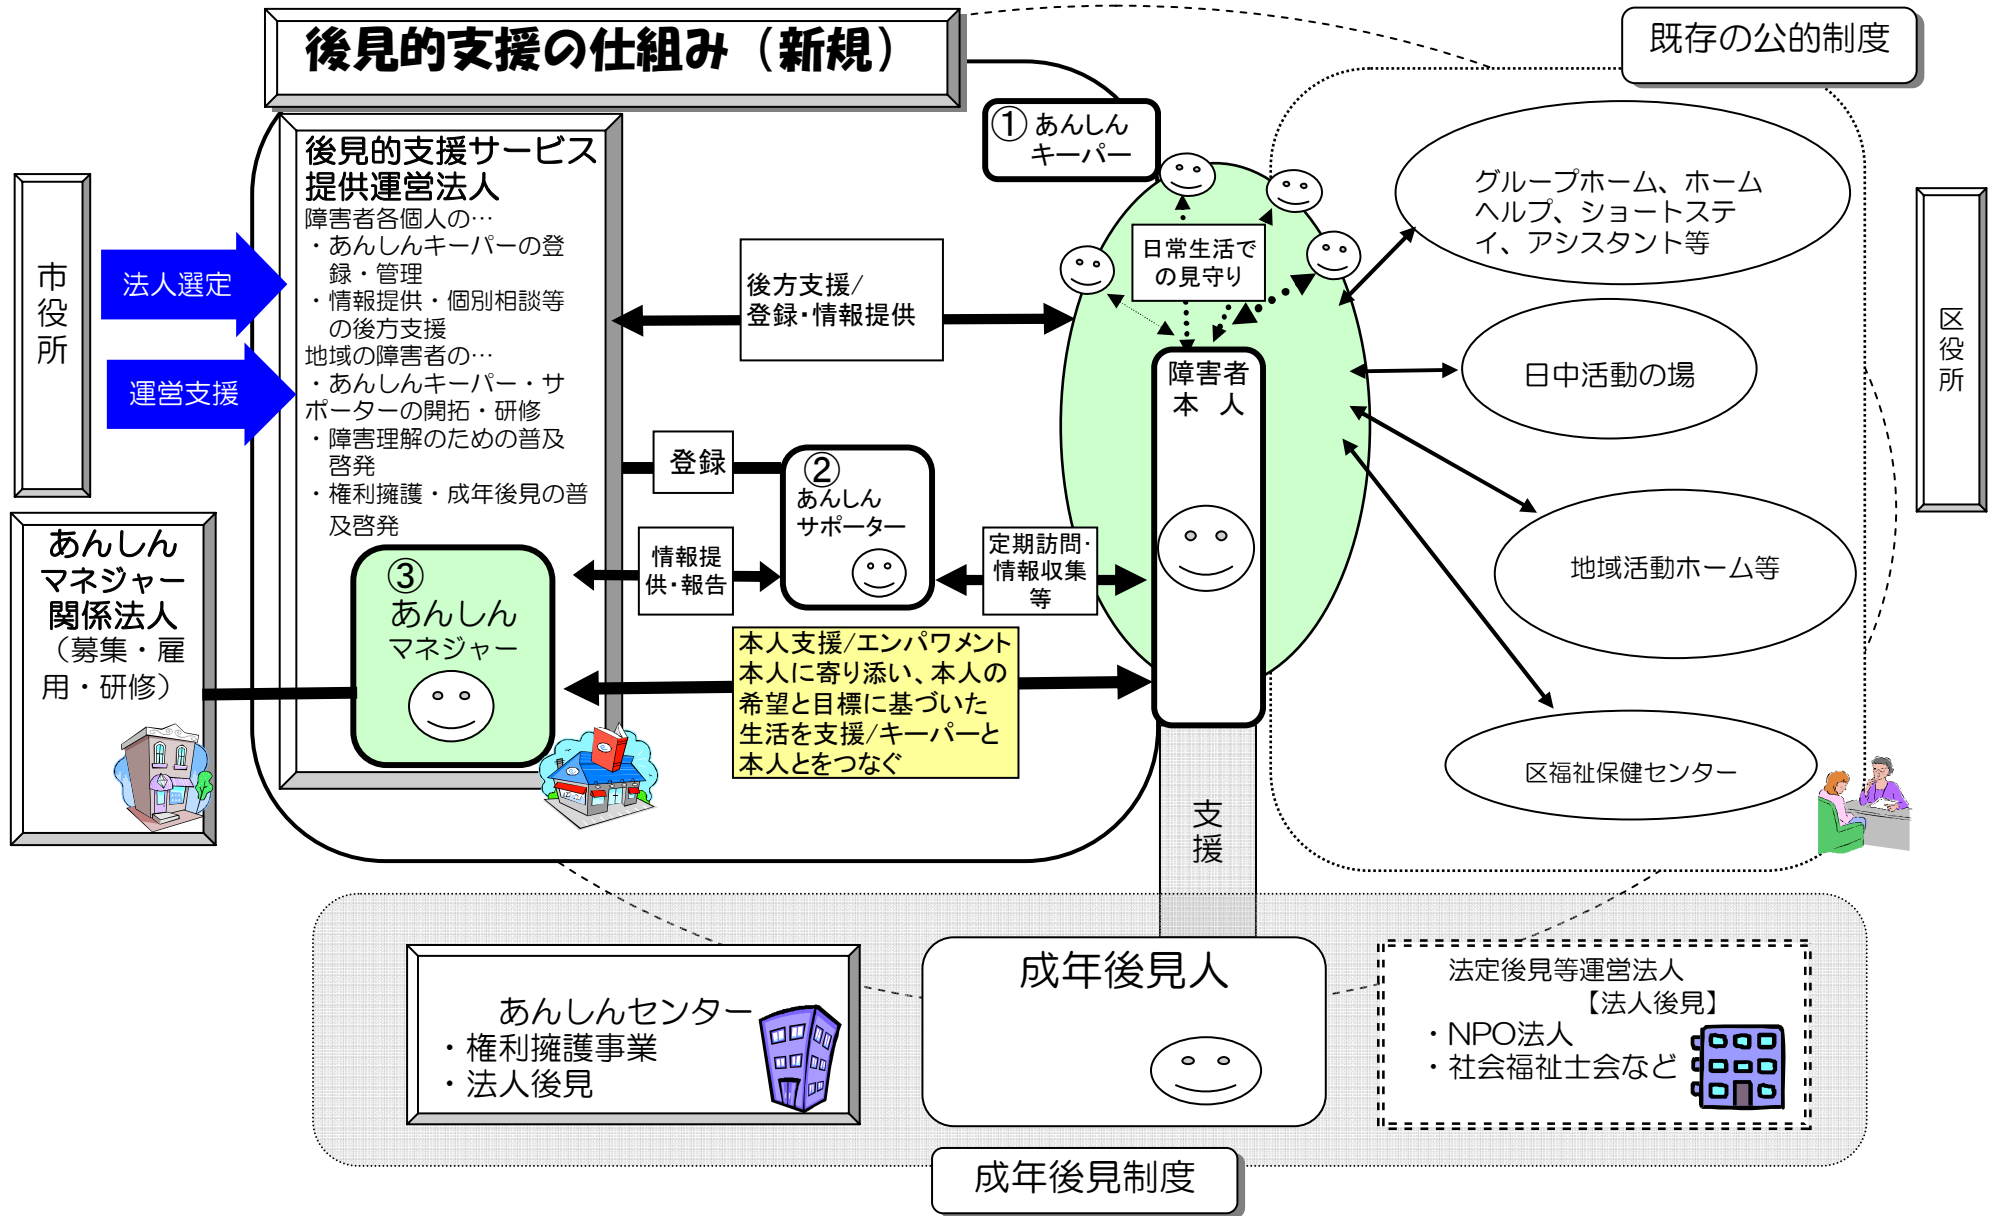 後見的支援の仕組み（新規）
既存の公的制度
①あんしん
キーパー
後見的支援サービス
提供運営法人
障害者各個人の…
・あんしんキーパーの登
録・管理
・情報提供・個別相談等
の後方支援
地域の障害者の…
・あんしんキーパー・サ
ポーターの開拓・研修
・障害理解のための普及
啓発
・権利擁護・成年後見の普
及啓発
市役所
法人選定
運営支援
あんしん
マネジャー
関係法人
（募集・雇
用・研修）
③
あんしん
マネジャー
後方支援/
登録・情報提供
登録
②
あんしん
サポーター
情報提
供・報告
定期訪問・
情報収集
等
本人支援/エンパワメント
本人に寄り添い、本人の
希望と目標に基づいた
生活を支援/キーパーと
本人とをつなぐ
日常生活で
の見守り
障害者
本　人
グループホーム、ホーム
ヘルプ、ショートステ
イ、アシスタント等
日中活動の場
地域活動ホーム等
区福祉保健センター
区役所
支援
あんしんセンター
・権利擁護事業
・法人後見
成年後見人
法定後見等運営法人
【法人後見】
・NPO法人
・社会福祉士会など
成年後見制度